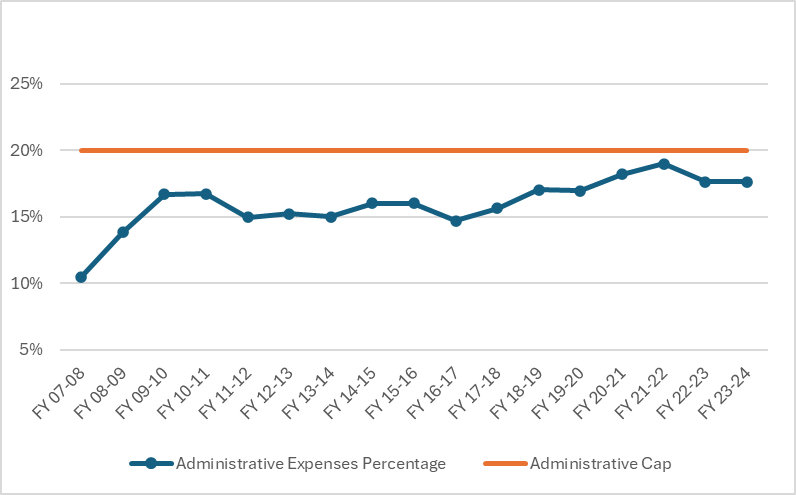 25%
20%
15%
10%
5%
FY 07-08
FY 08-09
FY 09-10
FY 10-11
FY 11-12
FY 12-13
FY 13-14
FY 14-15
FY 15-16
FY 16-17
FY 17-18
FY 18-19
FY 19-20
FY 20-21
FY 21-22
FY 22-23
FY 23-24
Administrative Expenses Percentage
Administrative Cap